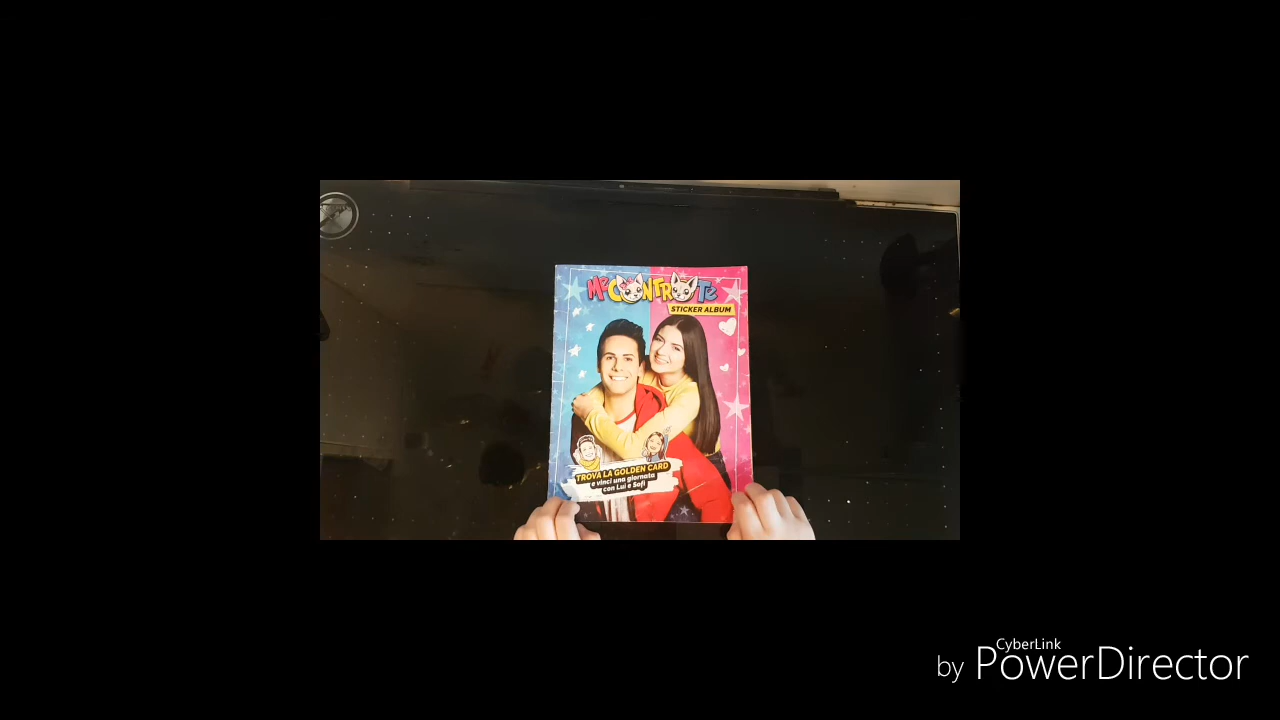 Me CONTRO Te
STICKER ALBUM
TROVA LA GOLDEN CARD
e vinci una giornata
con Lui e Sofì
CyberLink
by PowerDirector